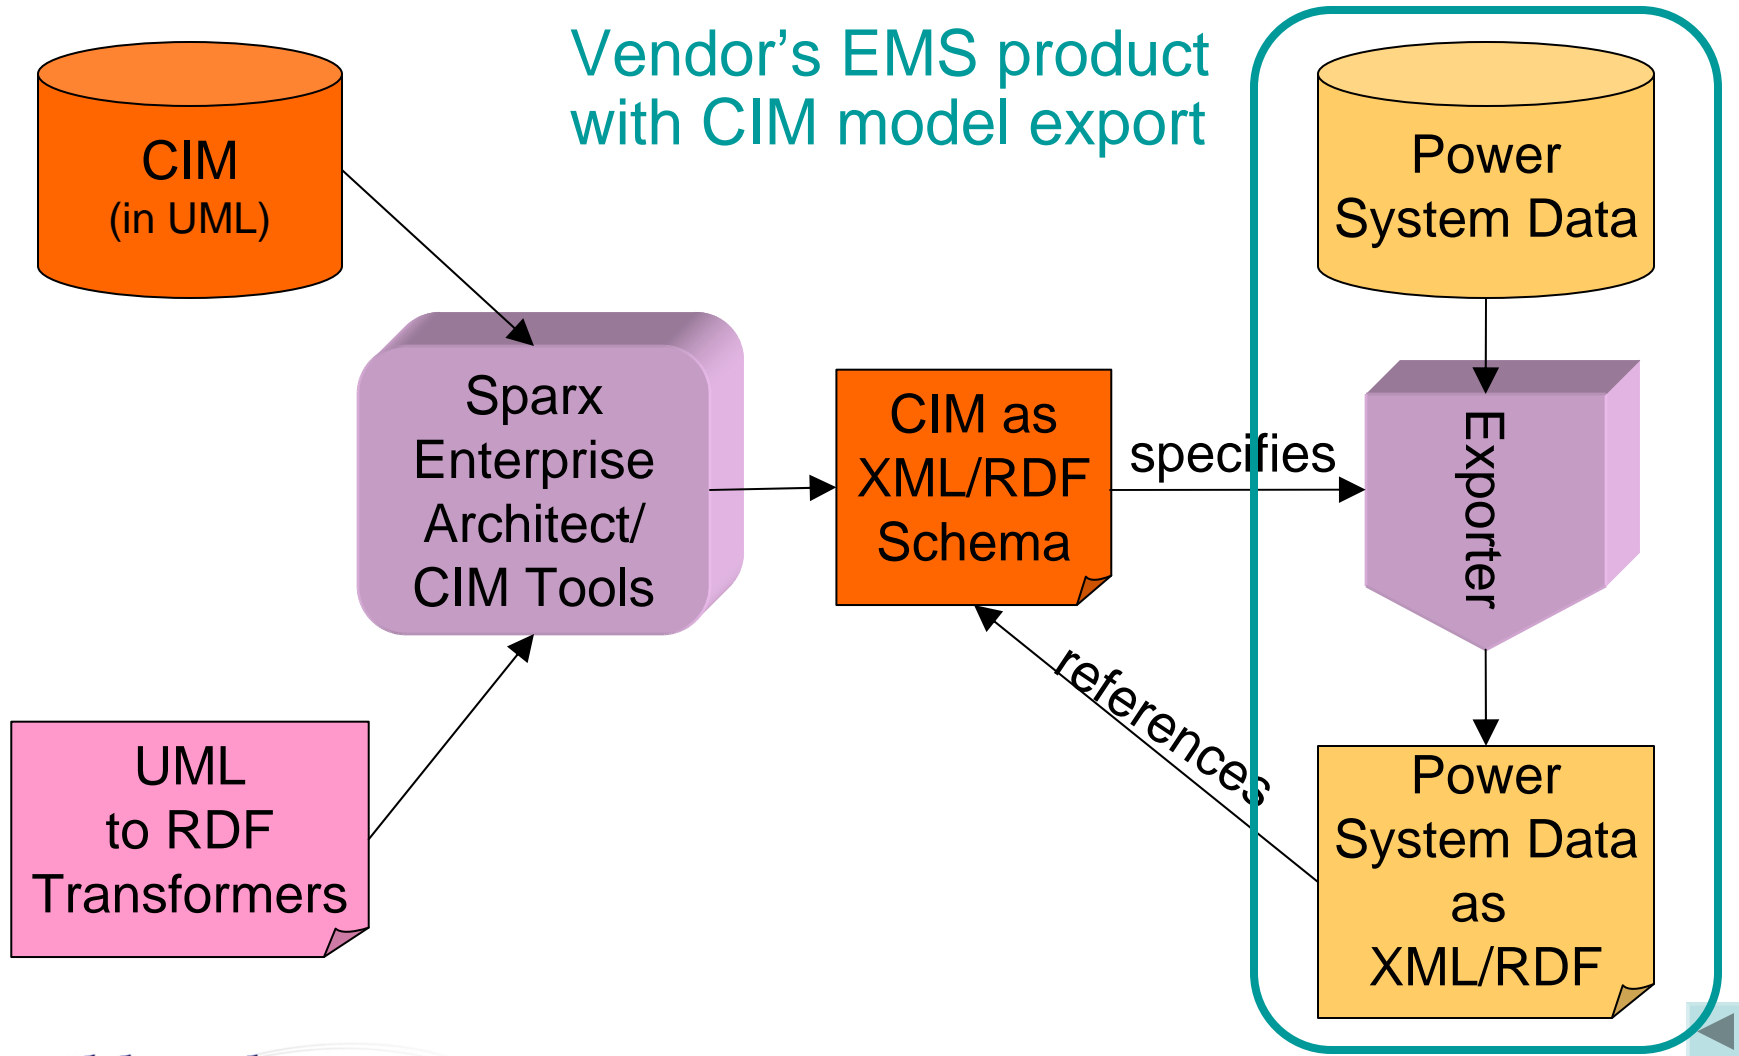 Vendor’s EMS product
with CIM model export
CIM
(in UML)
Power
System Data
Sparx
Enterprise
Architect/
CIM Tools
CIM as
XML/RDF
Schema
specifies
Exporter
references
UML
to RDF
Transformers
Power
System Data
as
XML/RDF